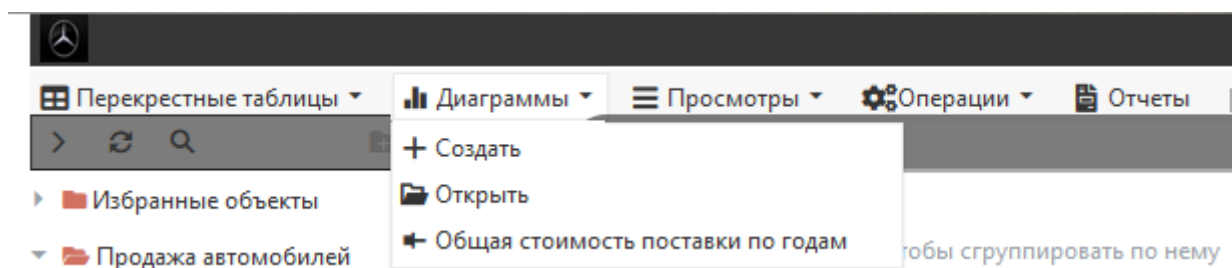 Перекрестные таблицы Диаграммы Просмотры Операции Отчеты
Создать
Избранные объекты Открыть
Продажа автомобилей Общая стоимость поставки по годам тобы сгруппировать по нему